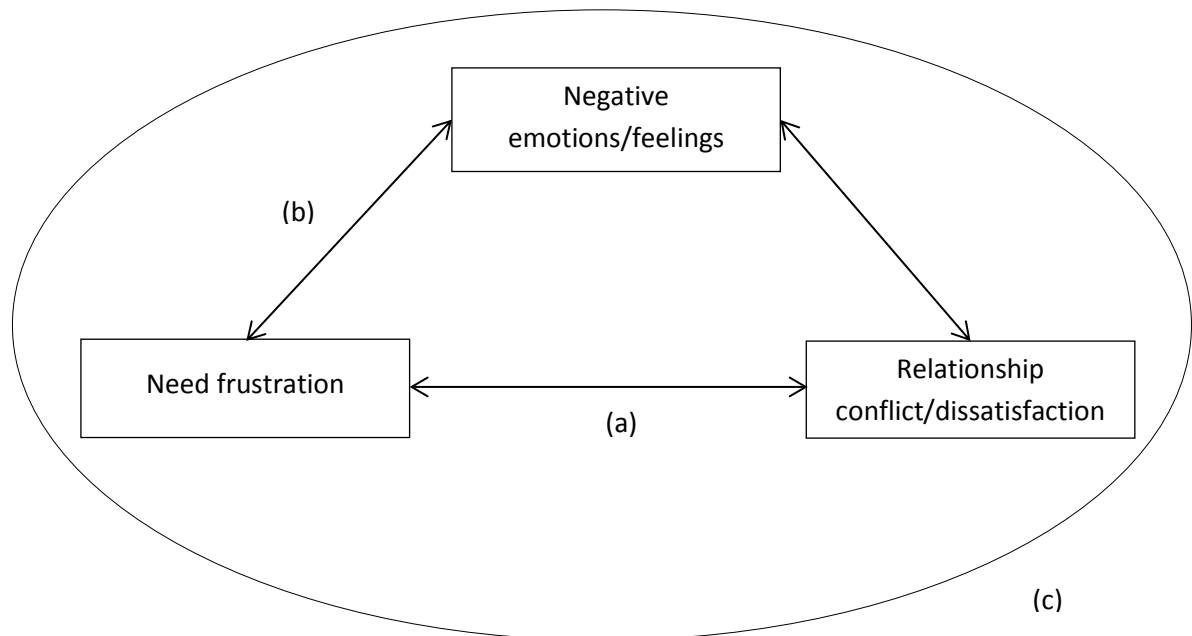 Negative
emotions/feelings
(b)
Need frustration
Relationship
conflict/dissatisfaction
(a)
(c)